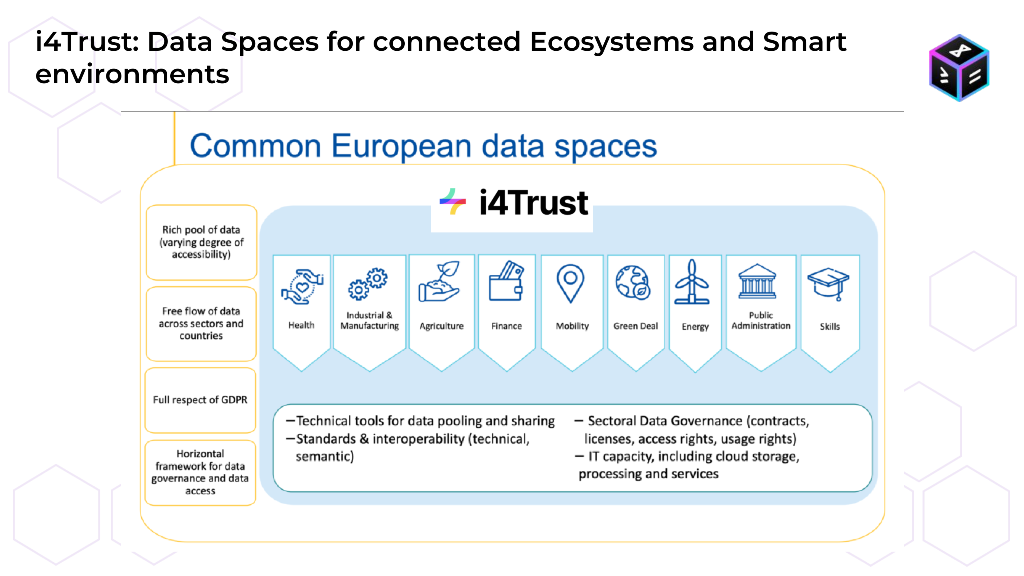 i4Trust: Data Spaces for connected Ecosystems and Smart
environments
Common European data spaces
i4Trust
Rich pool of data
(varying degree of
accessibility)
Free flow of data
across sectors and
countries
Full respect of GDPR
Horizontal
framework for data
governance and data
access
Health
Industrial &
Manufacturing
Agriculture
Finance
Mobility
Green Deal
Energy
Public
Administration
Skills
–Technical tools for data pooling and sharing
–Standards & interoperability (technical,
semantic)
– Sectoral Data Governance (contracts,
licenses, access rights, usage rights)
– IT capacity, including cloud storage,
processing and services